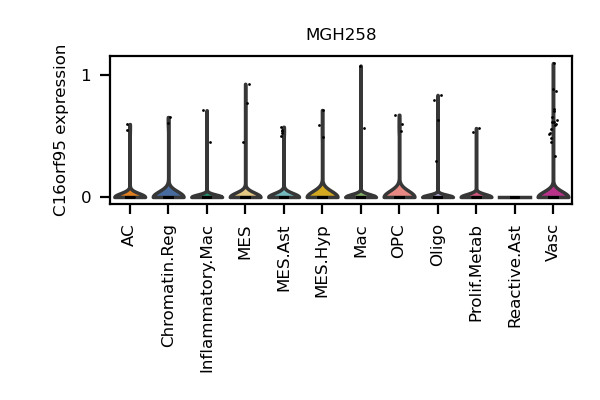 MGH258
C16orf95 expression
1
0
AC
Chromatin.Reg
Inflammatory.Mac
MES
MES.Ast
MES.Hyp
Mac
OPC
Oligo
Prolif.Metab
Reactive.Ast
Vasc